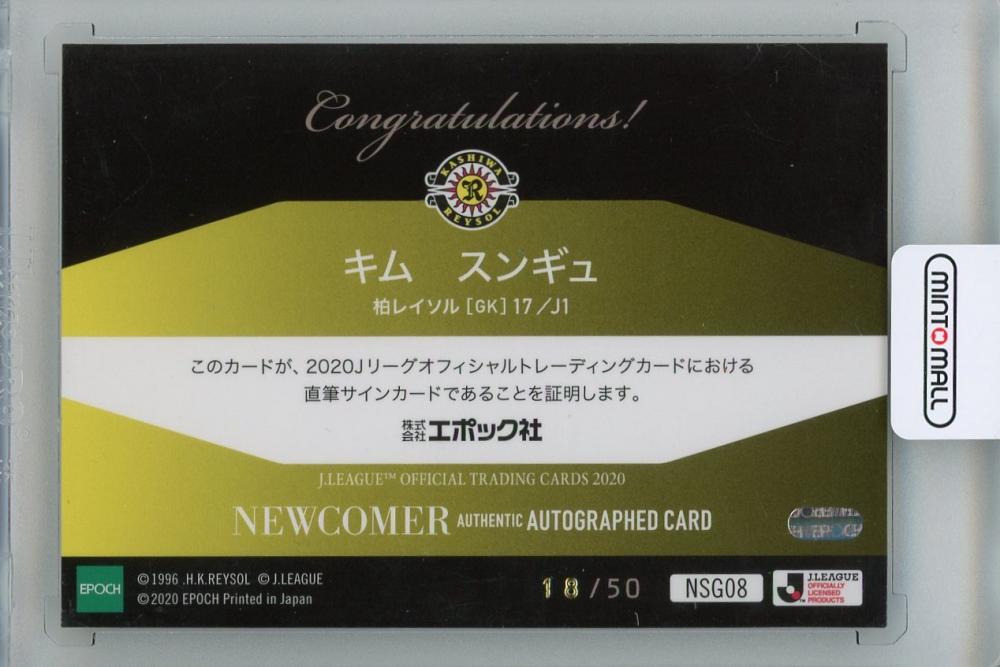 Congratulations!
KASHIWA
R
REYSOL
キム　スンギュ
柏レイソル [GK] 17/J1
このカードが、2020Jリーグオフィシャルトレーディングカードにおける
直筆サインカードであることを証明します。
株式会社エポック社
J.LEAGUE™ OFFICIAL TRADING CARDS 2020
NEWCOMER AUTHENTIC AUTOGRAPHED CARD
EPOCH
©1996 .H.K.REYSOL ©J.LEAGUE
©2020 EPOCH Printed in Japan
18/50
NSG08
J.LEAGUE
OFFICIALLY
LICENSED
PRODUCTS
MINT MALL